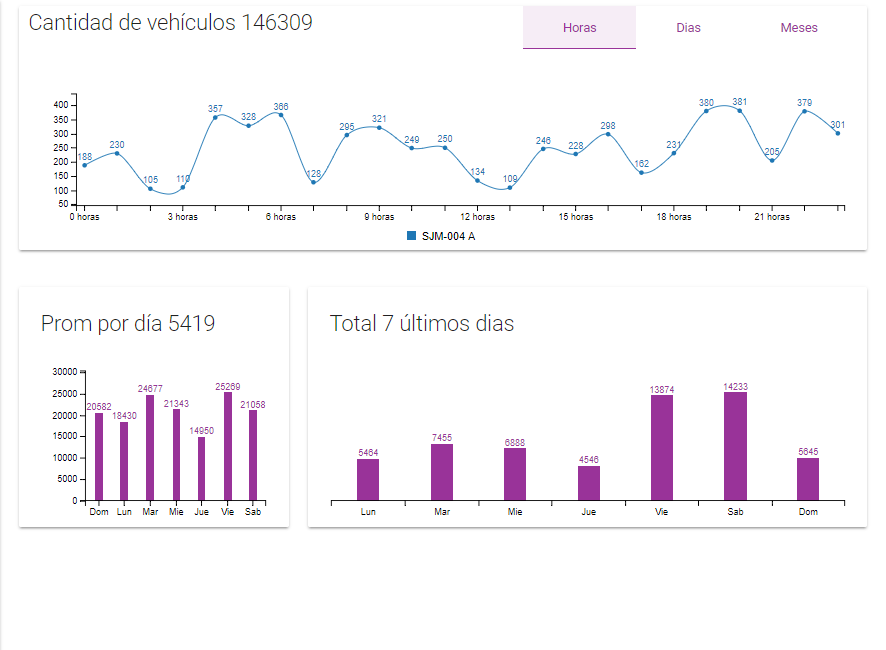 Cantidad de vehículos 146309
Horas Dias Meses
400
350
300
250
200
150
100
50
188 230 105 110 357 328 366 128 295 321 249 250 134 109 246 228 298 162 231 380 381 205 379 301
0 horas 3 horas 6 horas 9 horas 12 horas 15 horas 18 horas 21 horas
SJM-004 A
Prom por día 5419
30000
25000
20000
15000
10000
5000
0
20582 18430 24677 21343 14950 25269 21058
Dom Lun Mar Mie Jue Vie Sab
Total 7 últimos dias
5464 7455 6888 4546 13874 14233 5645
Lun Mar Mie Jue Vie Sab Dom